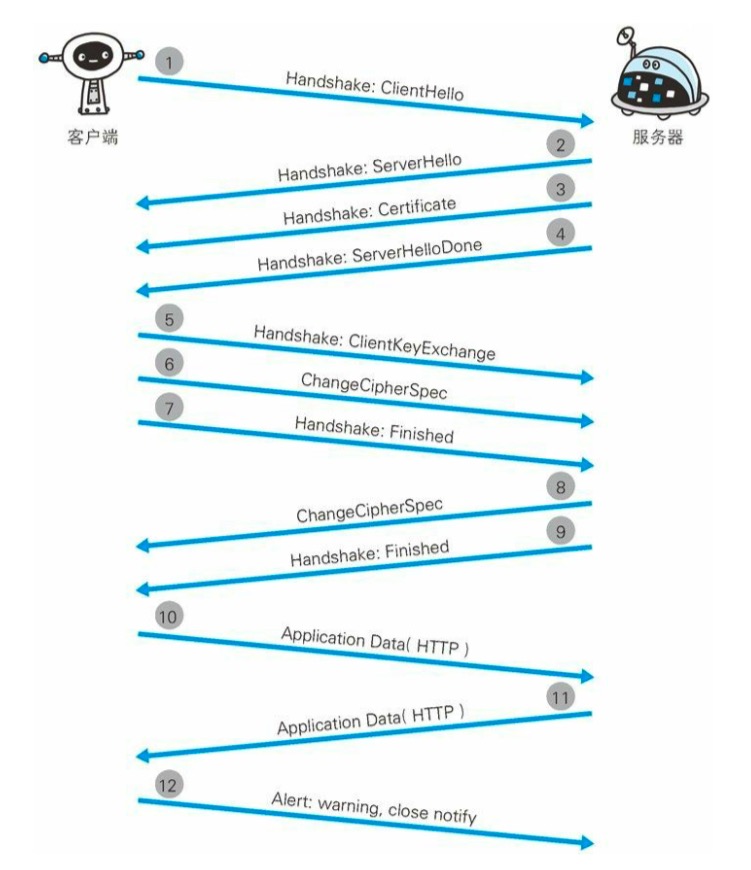 1
Handshake: ClientHello
客户端
服务器
2
Handshake: ServerHello
3
Handshake: Certificate
4
Handshake: ServerHelloDone
5
Handshake: ClientKeyExchange
6
ChangeCipherSpec
7
Handshake: Finished
8
ChangeCipherSpec
9
Handshake: Finished
10
Application Data( HTTP )
11
Application Data( HTTP )
12
Alert: warning, close notify